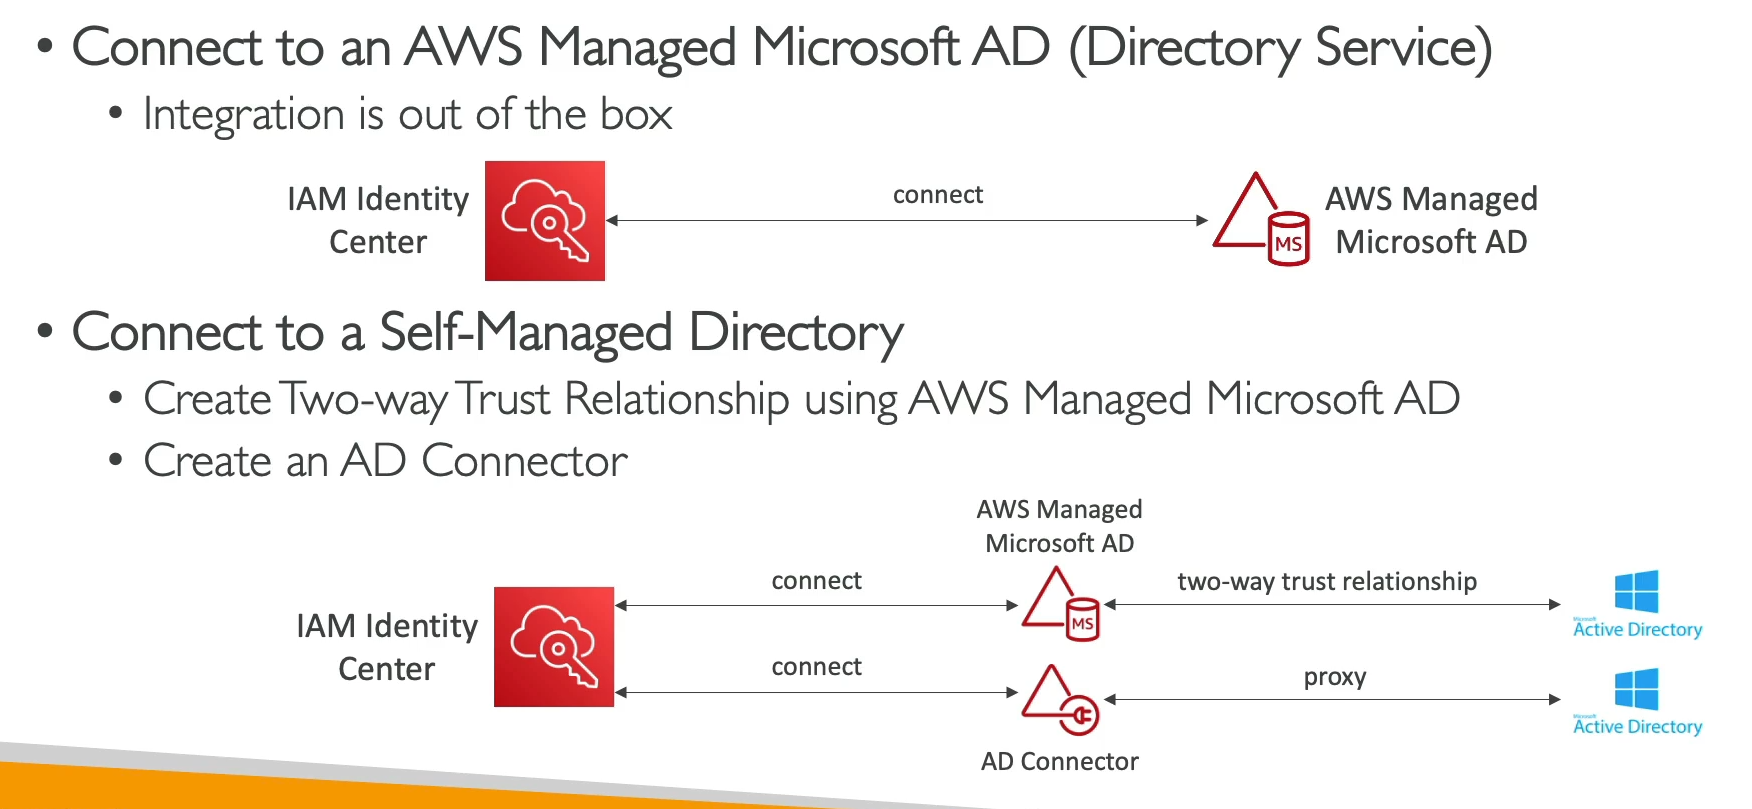 • Connect to an AWS Managed Microsoft AD (Directory Service)
• Integration is out of the box
IAM Identity
Center
connect
MS
AWS Managed
Microsoft AD
• Connect to a Self-Managed Directory
• Create Two-way Trust Relationship using AWS Managed Microsoft AD
• Create an AD Connector
AWS Managed
Microsoft AD
IAM Identity
Center
connect
MS
two-way trust relationship
Microsoft
Active Directory
connect
proxy
Microsoft
Active Directory
AD Connector